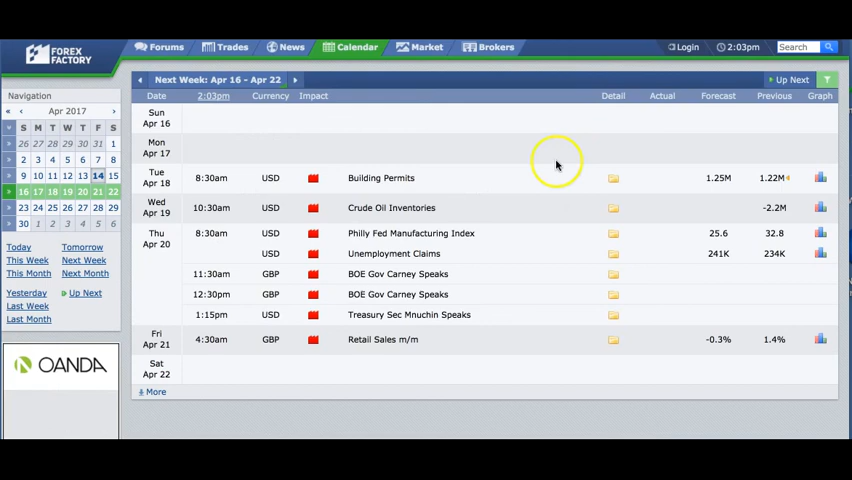 FOREX
FACTORY
Forums Trades News Calendar Market Brokers Login 2:03pm Search
Navigation
« ‹ Apr 2017 ›
S M T W T F S
» 26 27 28 29 30 31 1
» 2 3 4 5 6 7 8
» 9 10 11 12 13 14 15
» 16 17 18 19 20 21 22
» 23 24 25 26 27 28 29
» 30 1 2 3 4 5 6
Today Tomorrow
This Week Next Week
This Month Next Month
Yesterday Up Next
Last Week
Last Month
OANDA
Next Week: Apr 16 - Apr 22 Up Next
Date 2:03pm Currency Impact Detail Actual Forecast Previous Graph
Sun
Apr 16
Mon
Apr 17
Tue
Apr 18
8:30am USD Building Permits 1.25M 1.22M
Wed
Apr 19
10:30am USD Crude Oil Inventories -2.2M
Thu
Apr 20
8:30am USD Philly Fed Manufacturing Index 25.6 32.8
USD Unemployment Claims 241K 234K
11:30am GBP BOE Gov Carney Speaks
12:30pm GBP BOE Gov Carney Speaks
1:15pm USD Treasury Sec Mnuchin Speaks
Fri
Apr 21
4:30am GBP Retail Sales m/m -0.3% 1.4%
Sat
Apr 22
More